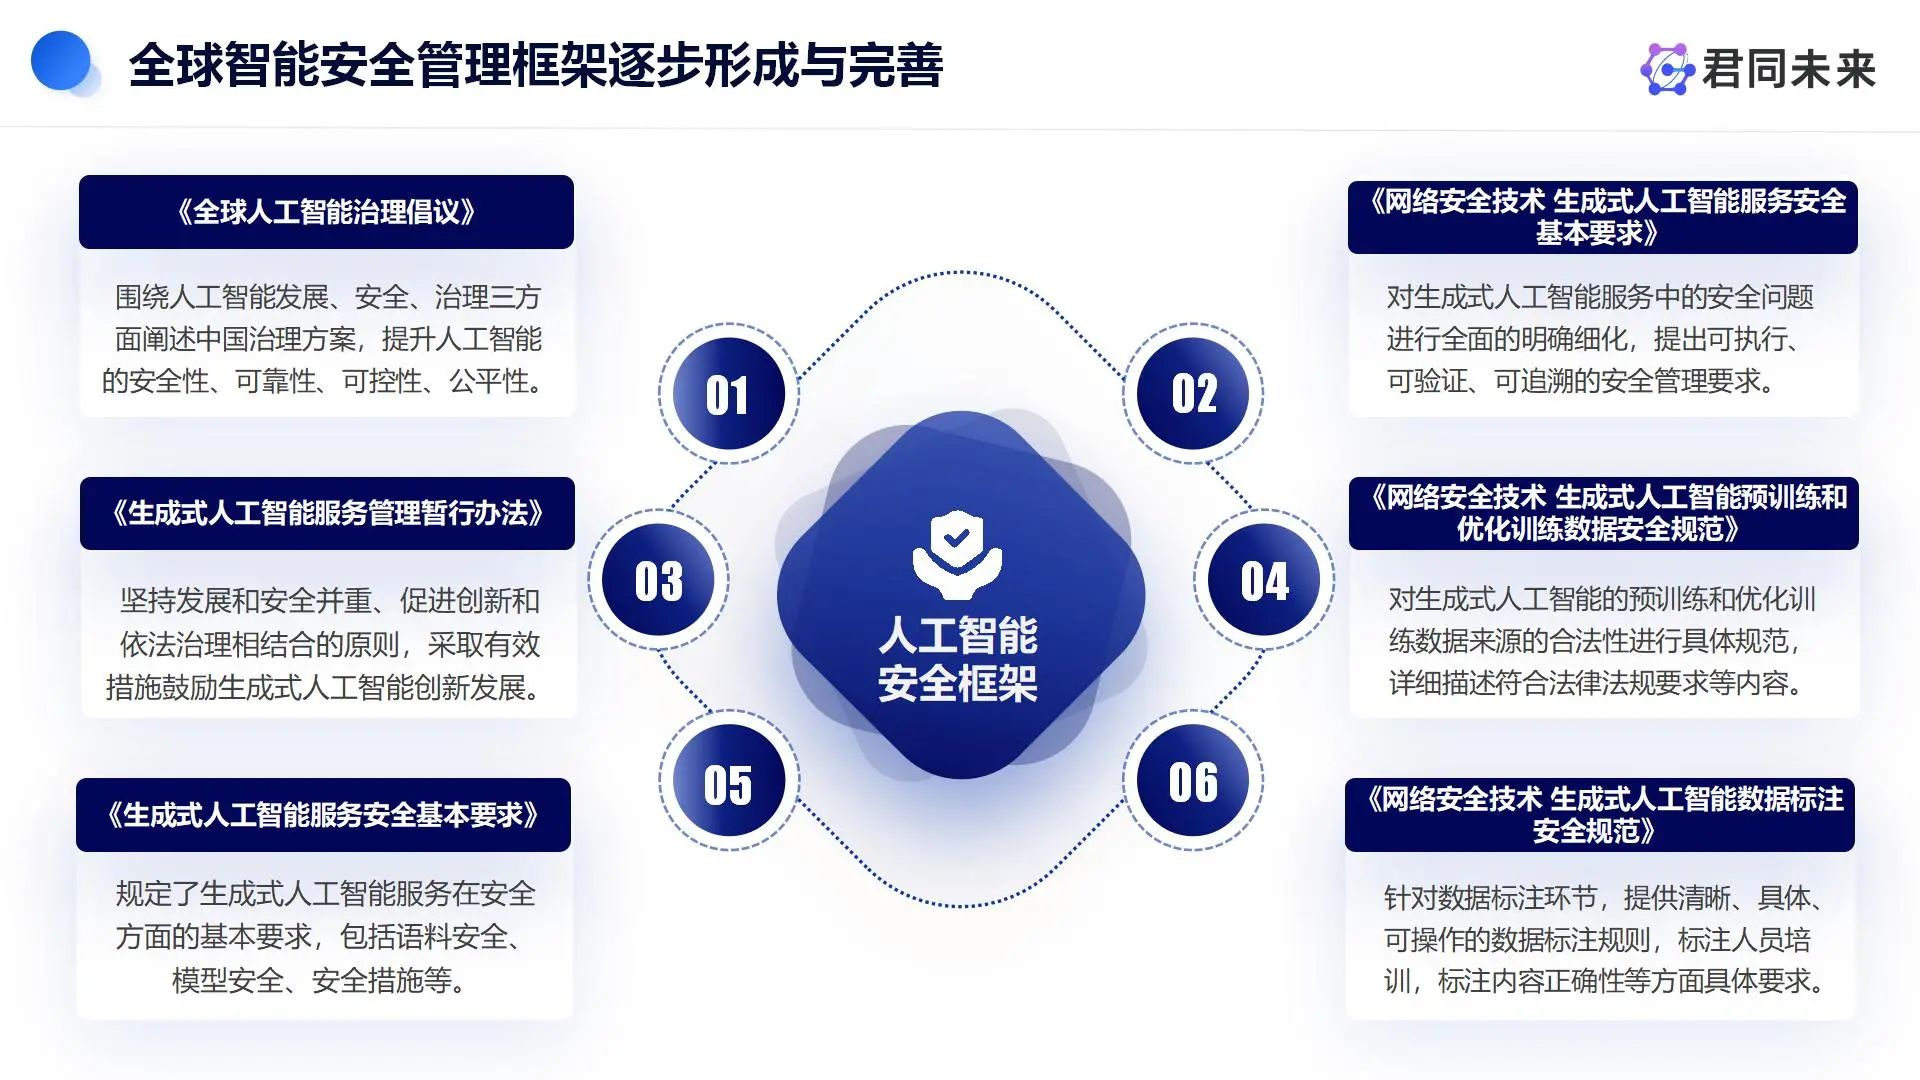 全球智能安全管理框架逐步形成与完善
君同未来
《全球人工智能治理倡议》
围绕人工智能发展、安全、治理三方
面阐述中国治理方案，提升人工智能
的安全性、可靠性、可控性、公平性。
01
《网络安全技术 生成式人工智能服务安全
基本要求》
对生成式人工智能服务中的安全问题
进行全面的明确细化，提出可执行、
可验证、可追溯的安全管理要求。
02
《生成式人工智能服务管理暂行办法》
坚持发展和安全并重、促进创新和
依法治理相结合的原则，采取有效
措施鼓励生成式人工智能创新发展。
03
人工智能
安全框架
《网络安全技术 生成式人工智能预训练和
优化训练数据安全规范》
对生成式人工智能的预训练和优化训
练数据来源的合法性进行具体规范，
详细描述符合法律法规要求等内容。
04
《生成式人工智能服务安全基本要求》
规定了生成式人工智能服务在安全
方面的基本要求，包括语料安全、
模型安全、安全措施等。
05
《网络安全技术 生成式人工智能数据标注
安全规范》
针对数据标注环节，提供清晰、具体、
可操作的数据标注规则，标注人员培
训，标注内容正确性等方面具体要求。
06